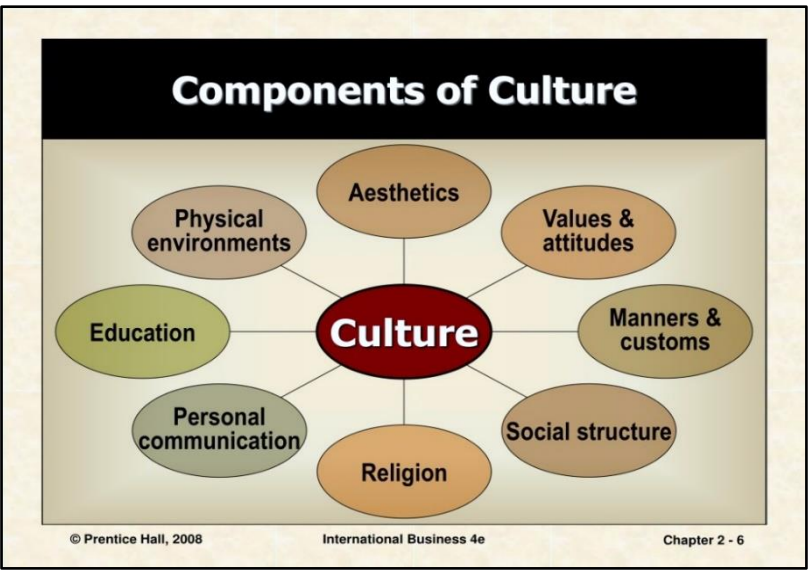 Components of Culture
Aesthetics
Physical
environments
Values &
attitudes
Education
Culture
Manners &
customs
Personal
communication
Social structure
Religion
© Prentice Hall, 2008
International Business 4e
Chapter 2 - 6